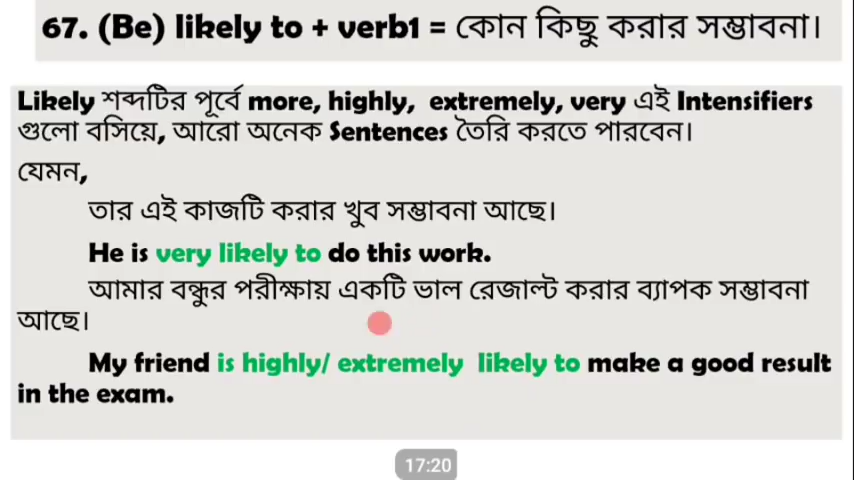 67. (Be) likely to + verb1 = কোন কিছু করার সম্ভাবনা।
Likely শব্দটির পূর্বে more, highly, extremely, very এই Intensifiers
গুলো বসিয়ে, আরো অনেক Sentences তৈরি করতে পারবেন।
যেমন,
তার এই কাজটি করার খুব সম্ভাবনা আছে।
He is very likely to do this work.
আমার বন্ধুর পরীক্ষায় একটি ভাল রেজাল্ট করার ব্যাপক সম্ভাবনা
আছে।
My friend is highly/ extremely likely to make a good result
in the exam.
17:20